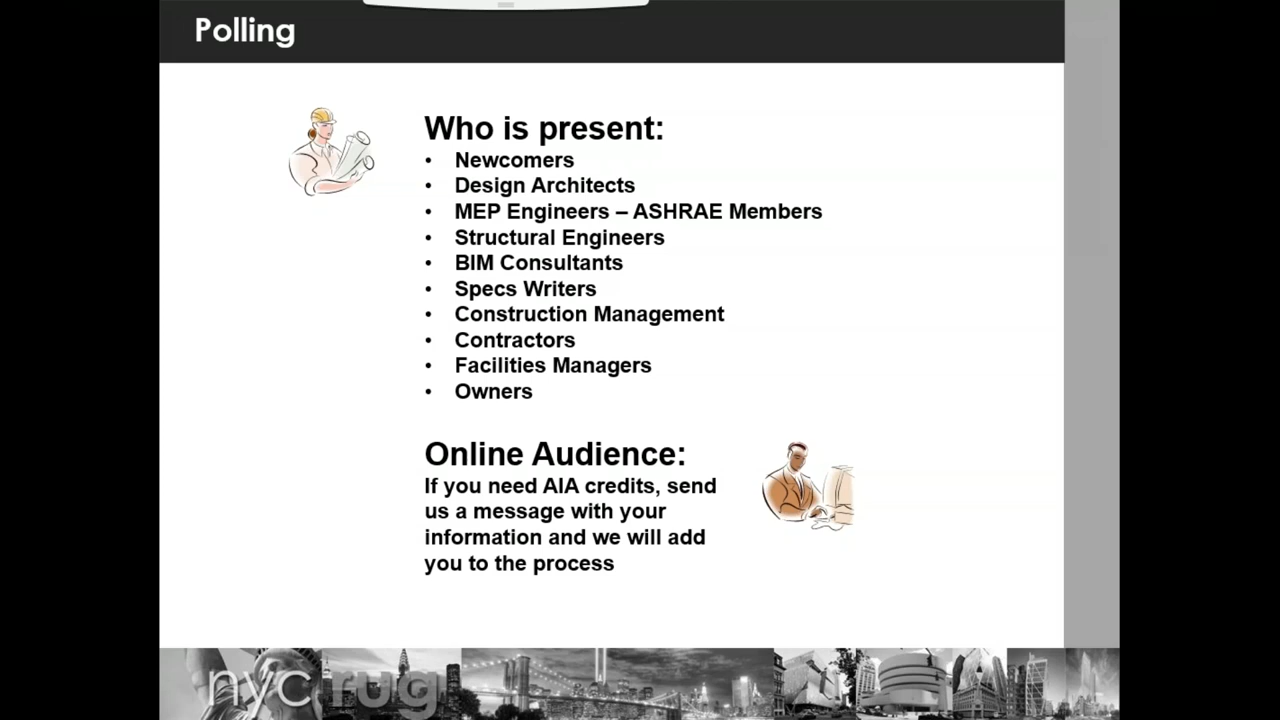 Polling
Who is present:
• Newcomers
• Design Architects
• MEP Engineers – ASHRAE Members
• Structural Engineers
• BIM Consultants
• Specs Writers
• Construction Management
• Contractors
• Facilities Managers
• Owners
Online Audience:
If you need AIA credits, send
us a message with your
information and we will add
you to the process
nyc rug